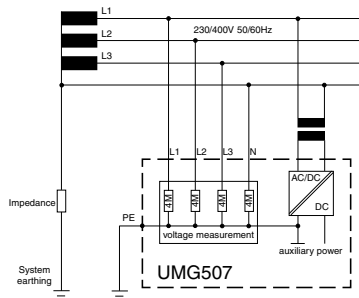 L1
230/400V 50/60Hz
L2
L3
L1 L2 L3 N
AC/DC
4M 4M 4M 4M
Impedance
DC
PE
voltage measurement
auxiliary power
System
earthing
UMG507